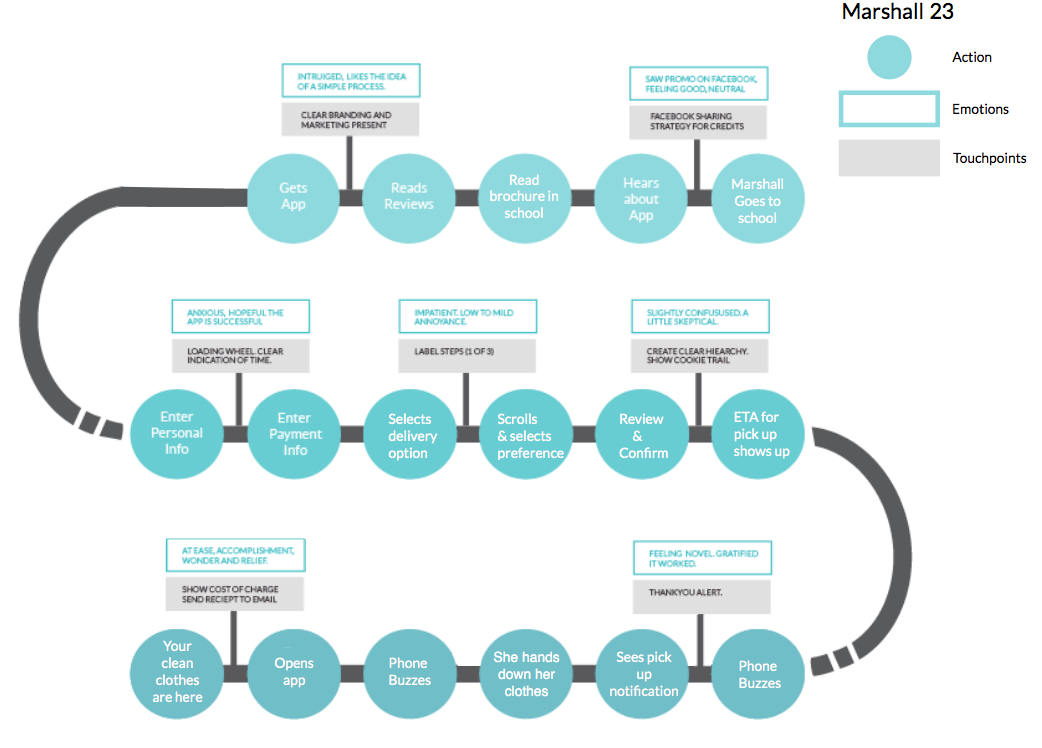 Marshall 23
Action
Emotions
Touchpoints
INTRUIGED, LIKES THE IDEA
OF A SIMPLE PROCESS.
CLEAR BRANDING AND
MARKETING PRESENT
SAW PROMO ON FACEBOOK,
FEELING GOOD, NEUTRAL
FACEBOOK SHARING
STRATEGY FOR CREDITS
Gets
App
Reads
Reviews
Read
brochure in
school
Hears
about
App
Marshall
Goes to
school
ANXIOUS, HOPEFUL THE
APP IS SUCCESSFUL
LOADING WHEEL. CLEAR
INDICATION OF TIME.
IMPATIENT. LOW TO MILD
ANNOYANCE.
LABEL STEPS (1 OF 3)
SLIGHTLY CONFUSUSED. A
LITTLE SKEPTICAL.
CREATE CLEAR HIEARCHY.
SHOW COOKIE TRAIL
Enter
Personal
Info
Enter
Payment
Info
Selects
delivery
option
Scrolls
& selects
preference
Review
&
Confirm
ETA for
pick up
shows up
AT EASE, ACCOMPLISHMENT,
WONDER AND RELIEF.
SHOW COST OF CHARGE
SEND RECIEPT TO EMAIL
FEELING NOVEL. GRATIFIED
IT WORKED.
THANKYOU ALERT.
Your
clean
clothes
are here
Opens
app
Phone
Buzzes
She hands
down her
clothes
Sees pick
up
notification
Phone
Buzzes